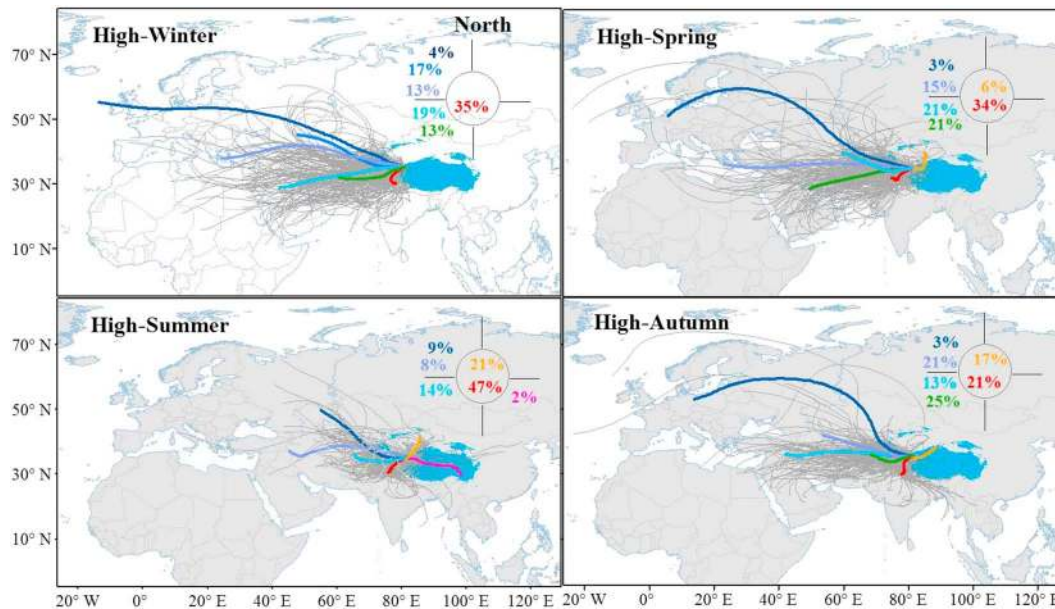 High-Winter
North
4%
17%
13%
19%
13%
35%
High-Spring
3%
15%
21%
21%
6%
34%
70° N
50° N
30° N
10° N
High-Summer
9%
8%
14%
21%
47%
2%
High-Autumn
3%
21%
13%
25%
17%
21%
70° N
50° N
30° N
10° N
20° W 0° 20° E 40° E 60° E 80° E 100° E 120° E
20° W 0° 20° E 40° E 60° E 80° E 100° E 120° E